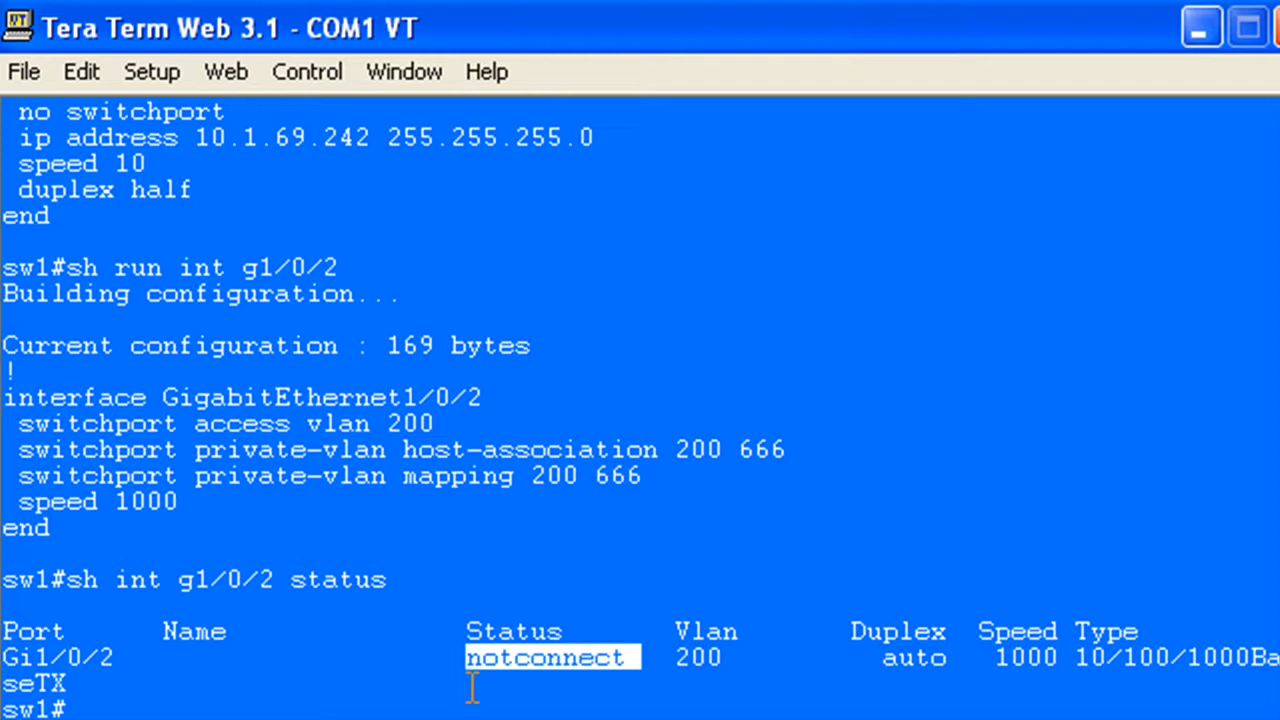 Tera Term Web 3.1 - COM1 VT
File Edit Setup Web Control Window Help
no switchport
ip address 10.1.69.242 255.255.255.0
speed 10
duplex half
end
sw1#sh run int g1/0/2
Building configuration...
Current configuration : 169 bytes
!
interface GigabitEthernet1/0/2
switchport access vlan 200
switchport private-vlan host-association 200 666
switchport private-vlan mapping 200 666
speed 1000
end
sw1#sh int g1/0/2 status
Port Name Status Vlan Duplex Speed Type
Gi1/0/2 notconnect 200 auto 1000 10/100/1000Ba
seTX
sw1#